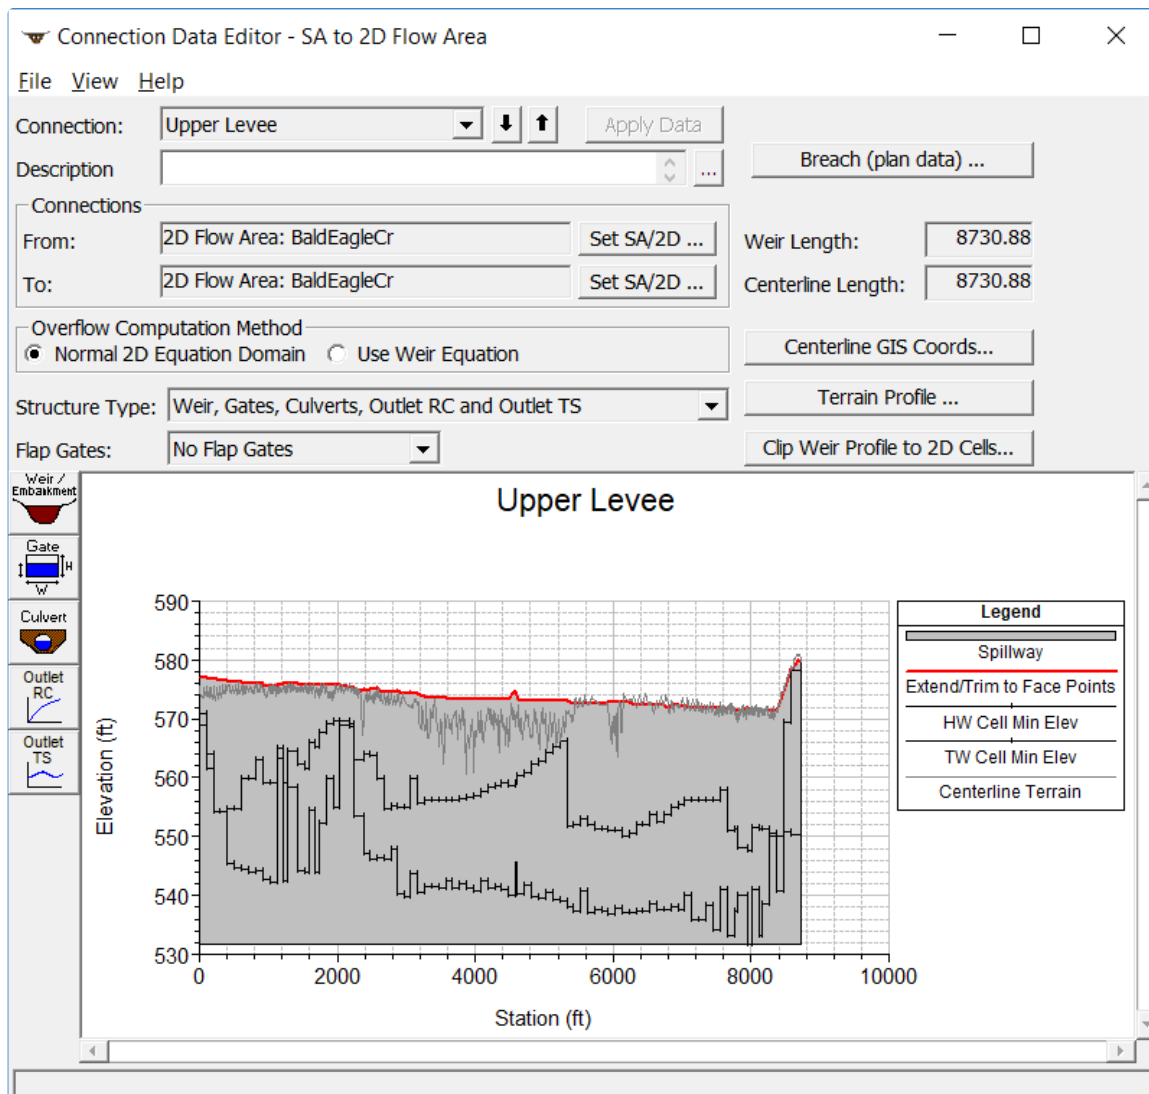 Connection Data Editor - SA to 2D Flow Area
File View Help
Connection: Upper Levee Apply Data
Description ... Breach (plan data) ...
Connections
From: 2D Flow Area: BaldEagleCr Set SA/2D ... Weir Length: 8730.88
To: 2D Flow Area: BaldEagleCr Set SA/2D ... Centerline Length: 8730.88
Overflow Computation Method
Normal 2D Equation Domain Use Weir Equation Centerline GIS Coords...
Structure Type: Weir, Gates, Culverts, Outlet RC and Outlet TS Terrain Profile ...
Flap Gates: No Flap Gates Clip Weir Profile to 2D Cells...
Weir / Embankment
Gate
H
W
Culvert
Outlet RC
Outlet TS
Upper Levee
590
580
570
560
550
540
530
Elevation (ft)
0 2000 4000 6000 8000 10000
Station (ft)
Legend
Spillway
Extend/Trim to Face Points
HW Cell Min Elev
TW Cell Min Elev
Centerline Terrain